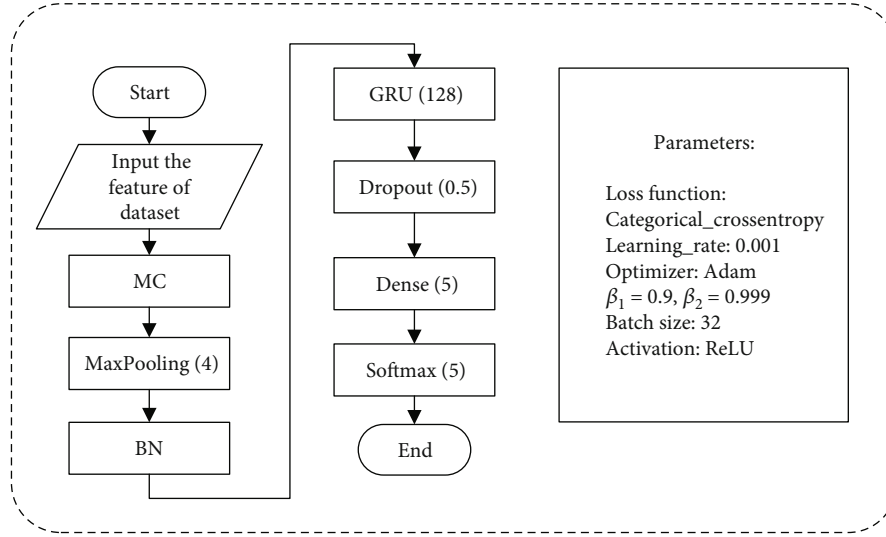 Start
Input the
feature of
dataset
MC
MaxPooling (4)
BN
GRU (128)
Dropout (0.5)
Dense (5)
Softmax (5)
End
Parameters:
Loss function:
Categorical_crossentropy
Learning_rate: 0.001
Optimizer: Adam
β₁ = 0.9, β₂ = 0.999
Batch size: 32
Activation: ReLU